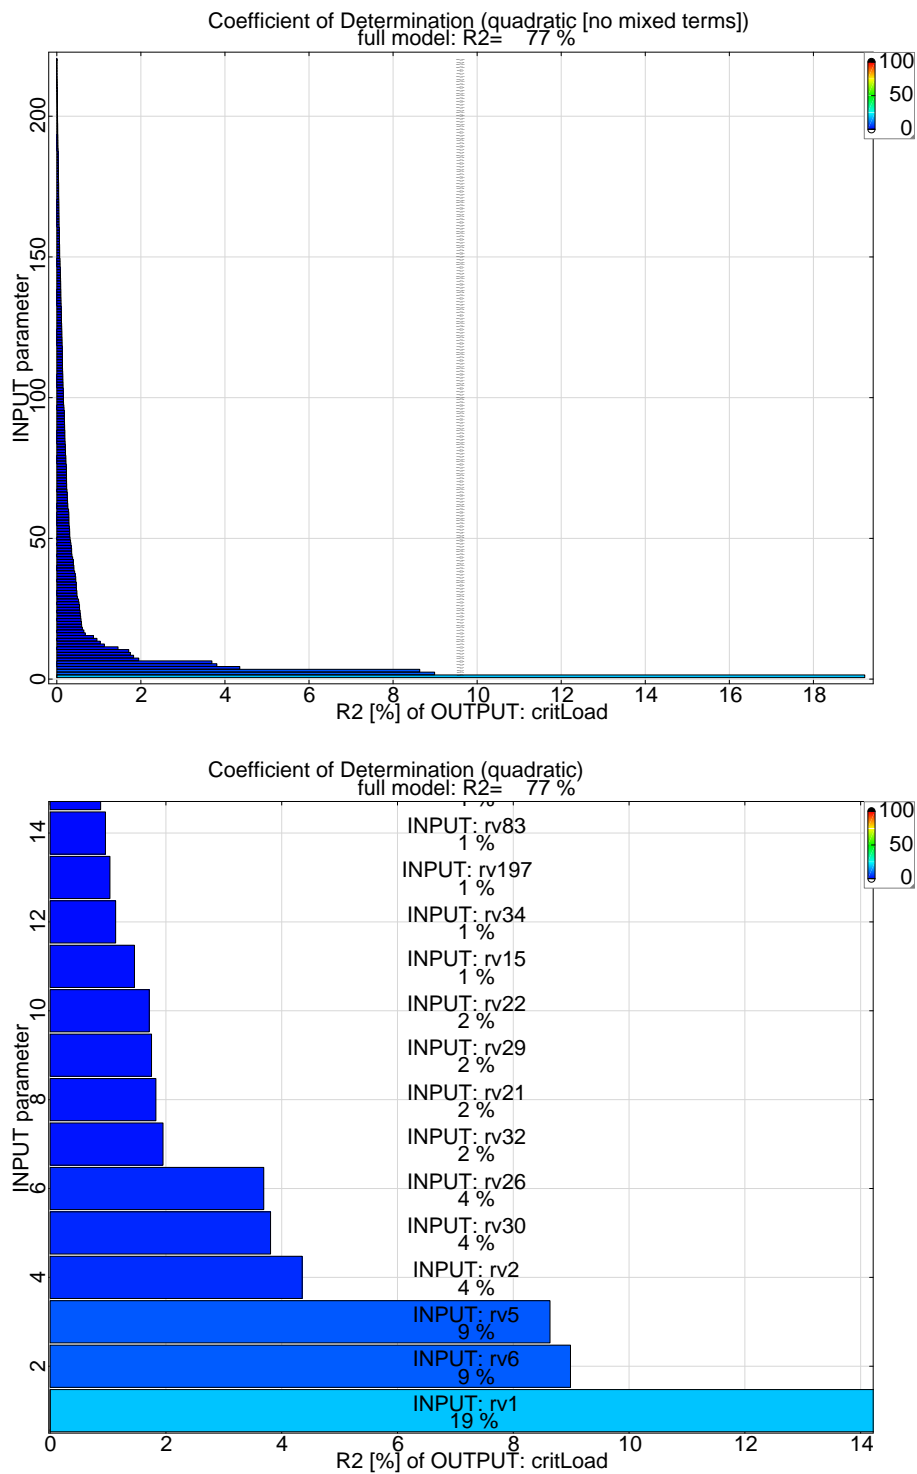 Coefficient of Determination (quadratic [no mixed terms])
full model: R2= 77 %
100
50
0
INPUT parameter
200
150
100
50
0
0 2 4 6 8 10 12 14 16 18
R2 [%] of OUTPUT: critLoad
Coefficient of Determination (quadratic)
full model: R2= 77 %
100
50
0
INPUT parameter
14
12
10
8
6
4
2
INPUT: rv83
1 %
INPUT: rv197
1 %
INPUT: rv34
1 %
INPUT: rv15
1 %
INPUT: rv22
2 %
INPUT: rv29
2 %
INPUT: rv21
2 %
INPUT: rv32
2 %
INPUT: rv26
4 %
INPUT: rv30
4 %
INPUT: rv2
4 %
INPUT: rv5
9 %
INPUT: rv6
9 %
INPUT: rv1
19 %
0 2 4 6 8 10 12 14
R2 [%] of OUTPUT: critLoad